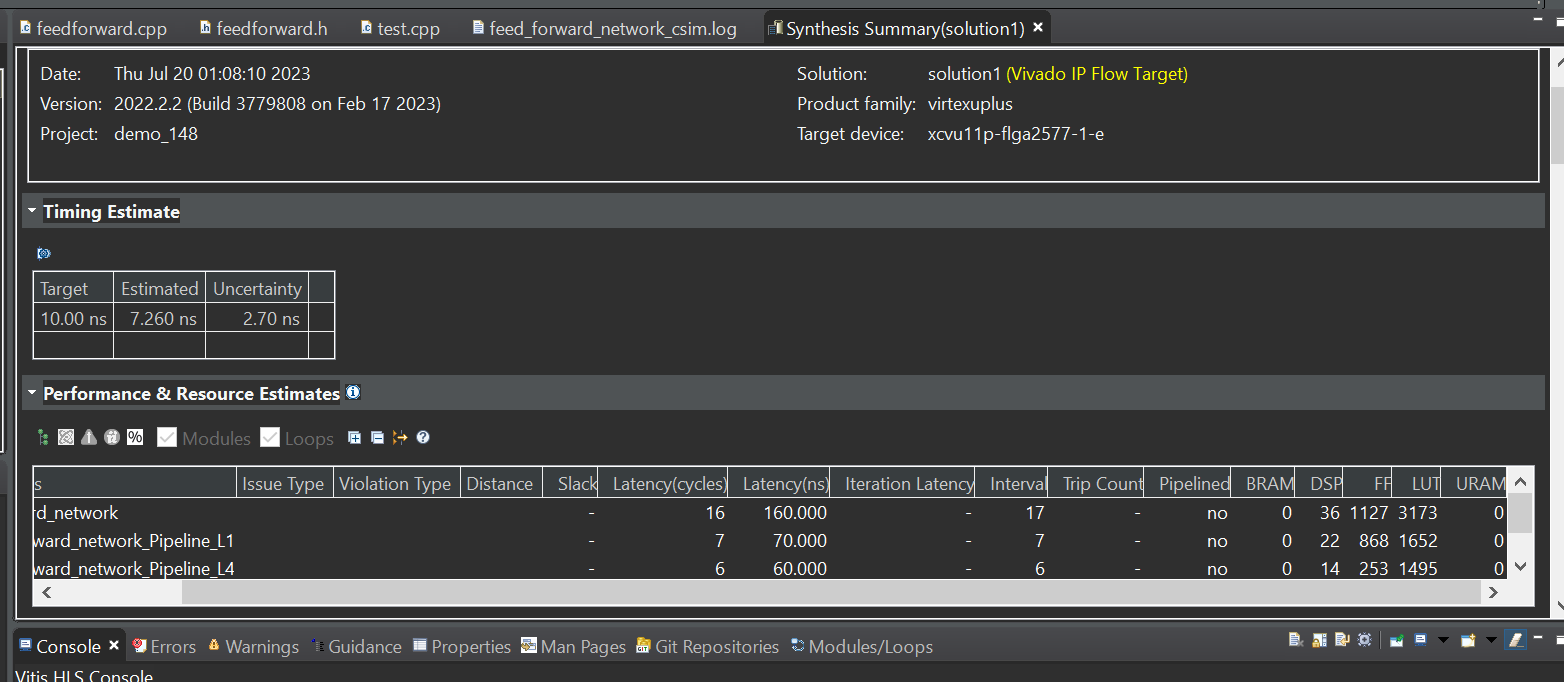 feedforward.cpp feedforward.h test.cpp feed_forward_network_csim.log Synthesis Summary(solution1)
Date: Thu Jul 20 01:08:10 2023 Solution: solution1 (Vivado IP Flow Target)
Version: 2022.2.2 (Build 3779808 on Feb 17 2023) Product family: virtexuplus
Project: demo_148 Target device: xcvu11p-flga2577-1-e
Timing Estimate
Target Estimated Uncertainty
10.00 ns 7.260 ns 2.70 ns
Performance & Resource Estimates
% Modules Loops
s Issue Type Violation Type Distance Slack Latency(cycles) Latency(ns) Iteration Latency Interval Trip Count Pipelined BRAM DSP FF LUT URAM
rd_network - 16 160.000 - 17 - no 0 36 1127 3173 0
ward_network_Pipeline_L1 - 7 70.000 - 7 - no 0 22 868 1652 0
ward_network_Pipeline_L4 - 6 60.000 - 6 - no 0 14 253 1495 0
Console Errors Warnings Guidance Properties Man Pages Git Repositories Modules/Loops
Vitis HLS Console